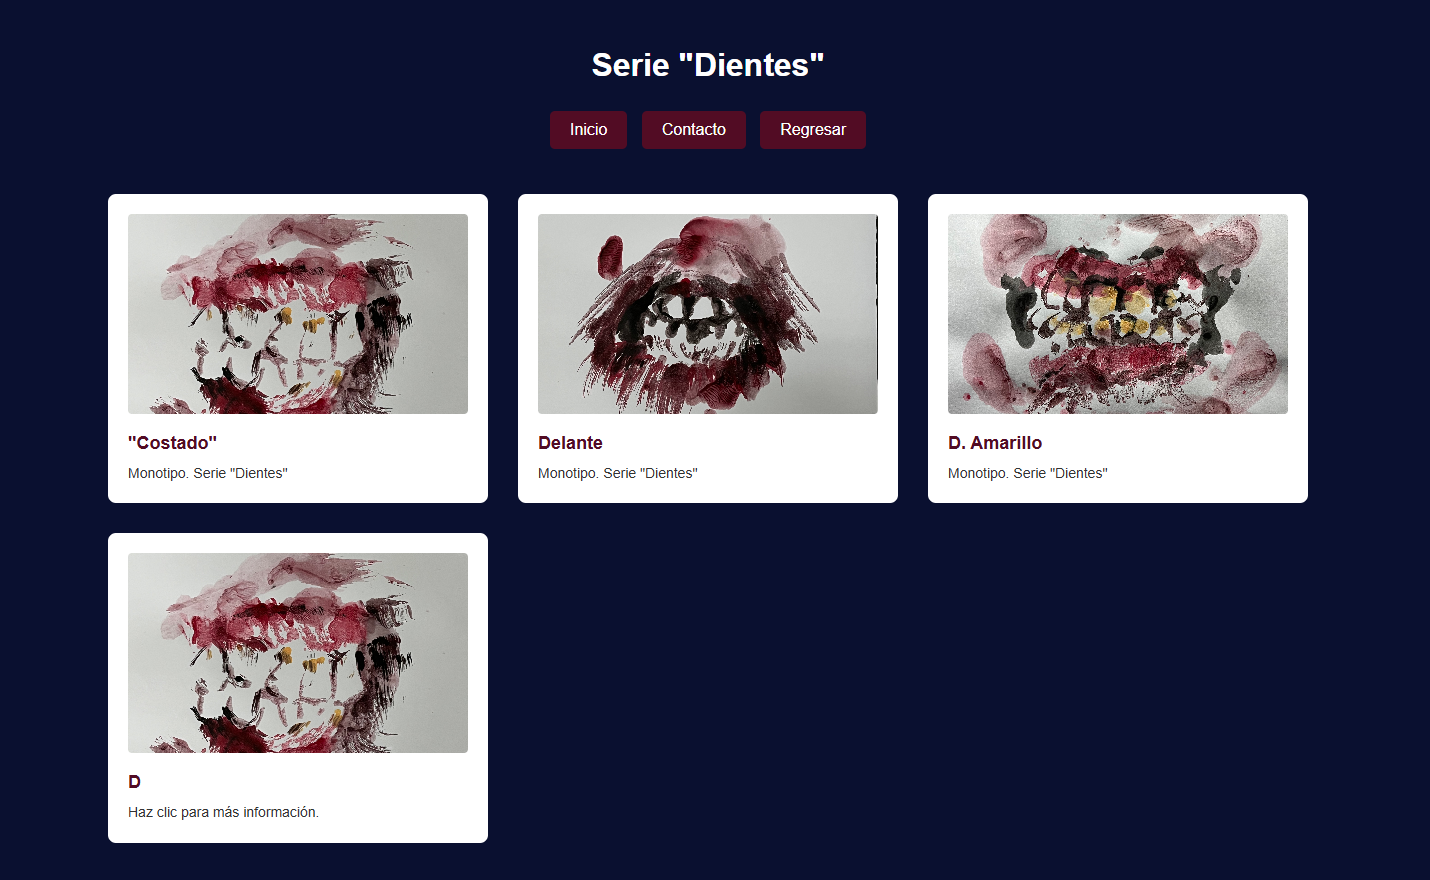 Serie "Dientes"
Inicio
Contacto
Regresar
"Costado"
Monotipo. Serie "Dientes"
Delante
Monotipo. Serie "Dientes"
D. Amarillo
Monotipo. Serie "Dientes"
D
Haz clic para más información.